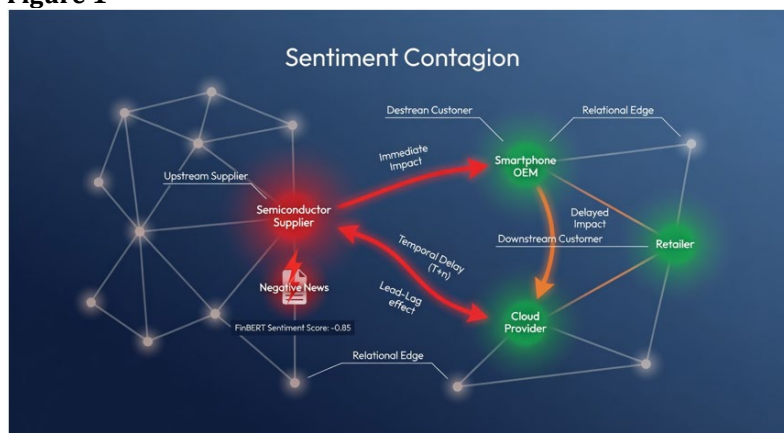 Figure 1
Sentiment Contagion
Destrean Custoner
Relational Edge
Immediate
Impact
Smartphone
OEM
Upstream Supplier
Semiconductor
Supplier
Delayed
Impact
Downstream Customer
Retailer
Temporal Delay
(T+n)
Lead-Lag
effect
Negative News
FinBERT Sentiment Score: -0.85
Cloud
Provider
Relational Edge